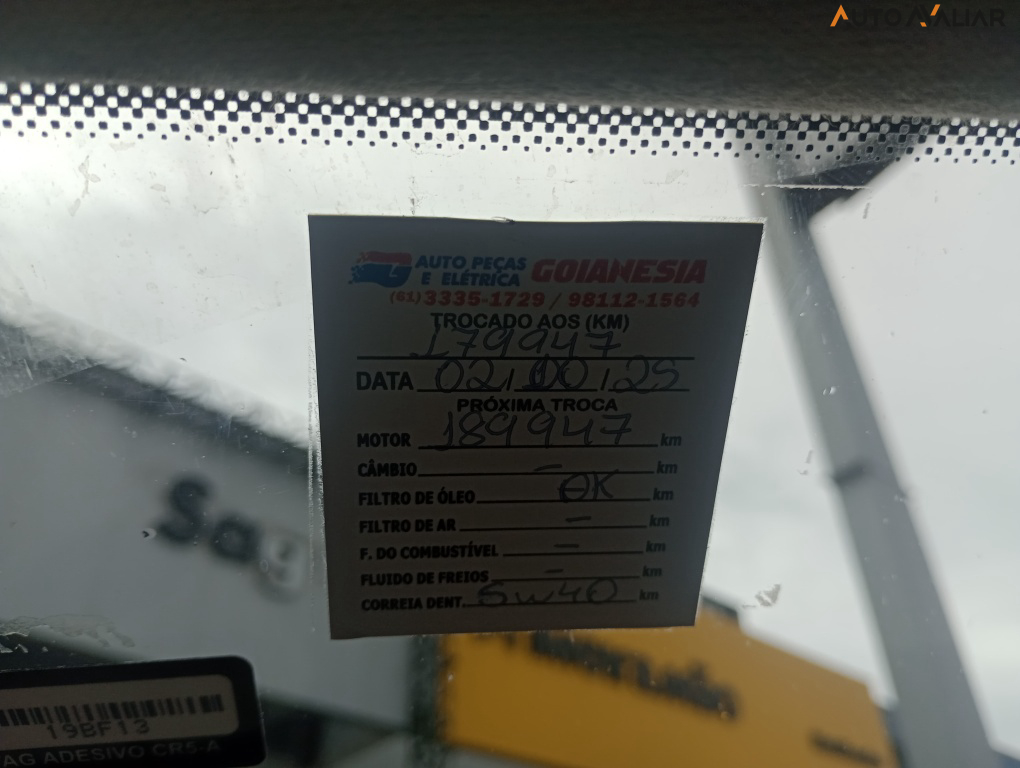 AUTOAVALIAR
AUTO PEÇAS
E ELÉTRICA
GOIANESIA
(61) 3335-1729 / 98112-1564
TROCADO AOS (KM)
179947
DATA 02 / 10 / 25
PRÓXIMA TROCA
MOTOR 189947 km
CÂMBIO - km
FILTRO DE ÓLEO OK km
FILTRO DE AR - km
F. DO COMBUSTÍVEL - km
FLUIDO DE FREIOS - km
CORREIA DENT. 5W40 km
19BF13
AG ADESIVO CR5-A